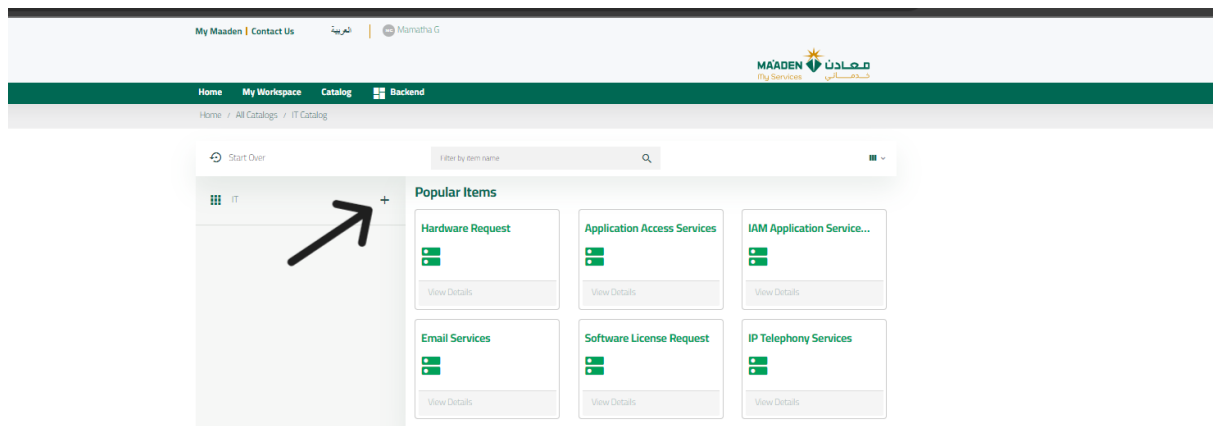 My Maaden | Contact Us العربية MG Mamatha G
MA'ADEN معادن
My Services خدماتي
Home My Workspace Catalog Backend
Home / All Catalogs / IT Catalog
Start Over Filter by item name
IT +
Popular Items
Hardware Request Application Access Services IAM Application Service...
View Details View Details View Details
Email Services Software License Request IP Telephony Services
View Details View Details View Details